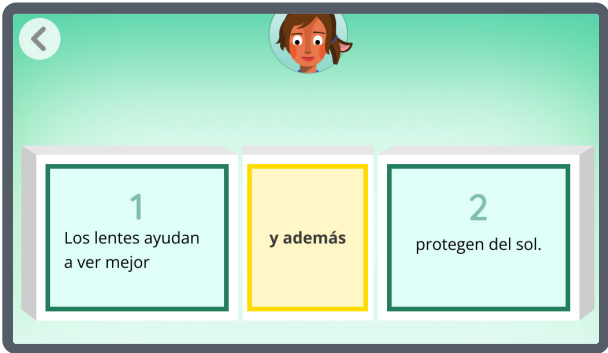 1
Los lentes ayudan
a ver mejor
y además
2
protegen del sol.